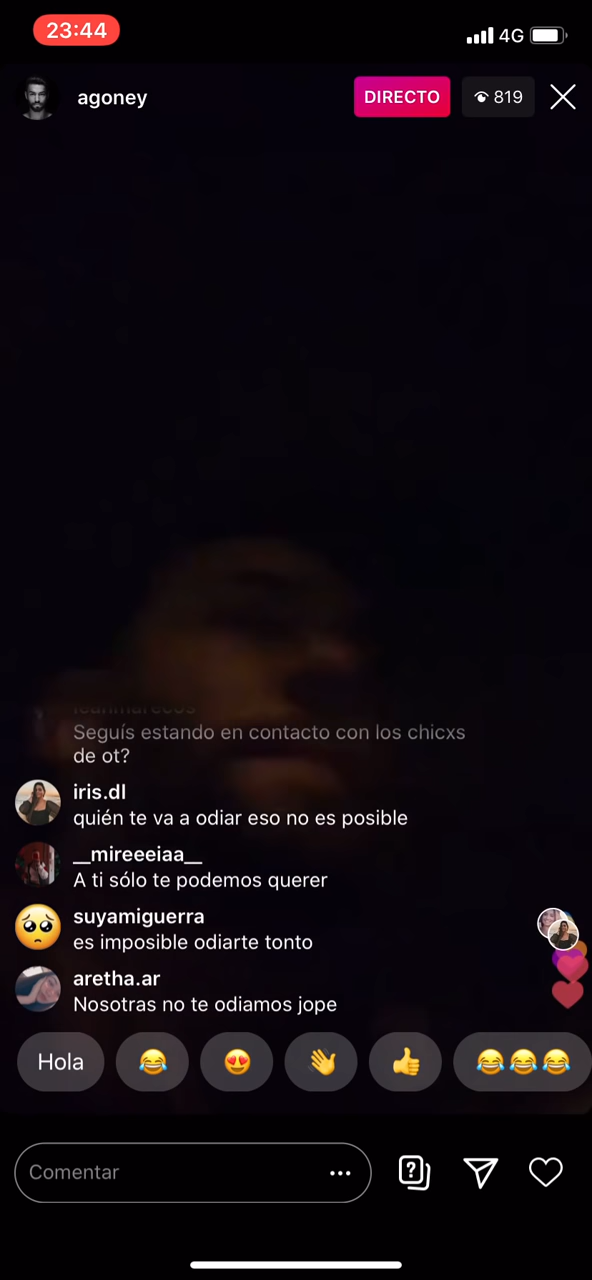 23:44
4G
agoney
DIRECTO
819
Seguís estando en contacto con los chicxs
de ot?
iris.dl
quién te va a odiar eso no es posible
__mireeeiaa__
A ti sólo te podemos querer
suyamiguerra
es imposible odiarte tonto
aretha.ar
Nosotras no te odiamos jope
Hola
Comentar